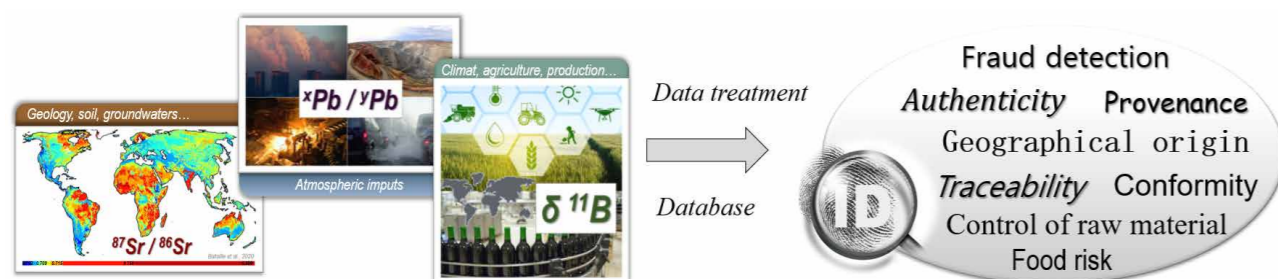 Geology, soil, groundwaters…
⁸⁷Sr / ⁸⁶Sr
Bataille et al. 2020
ˣPb / ʸPb
Atmospheric imputs
Climat, agriculture, production…
δ ¹¹B
Data treatment
Database
Fraud detection
Authenticity Provenance
Geographical origin
Traceability Conformity
Control of raw material
Food risk
ID